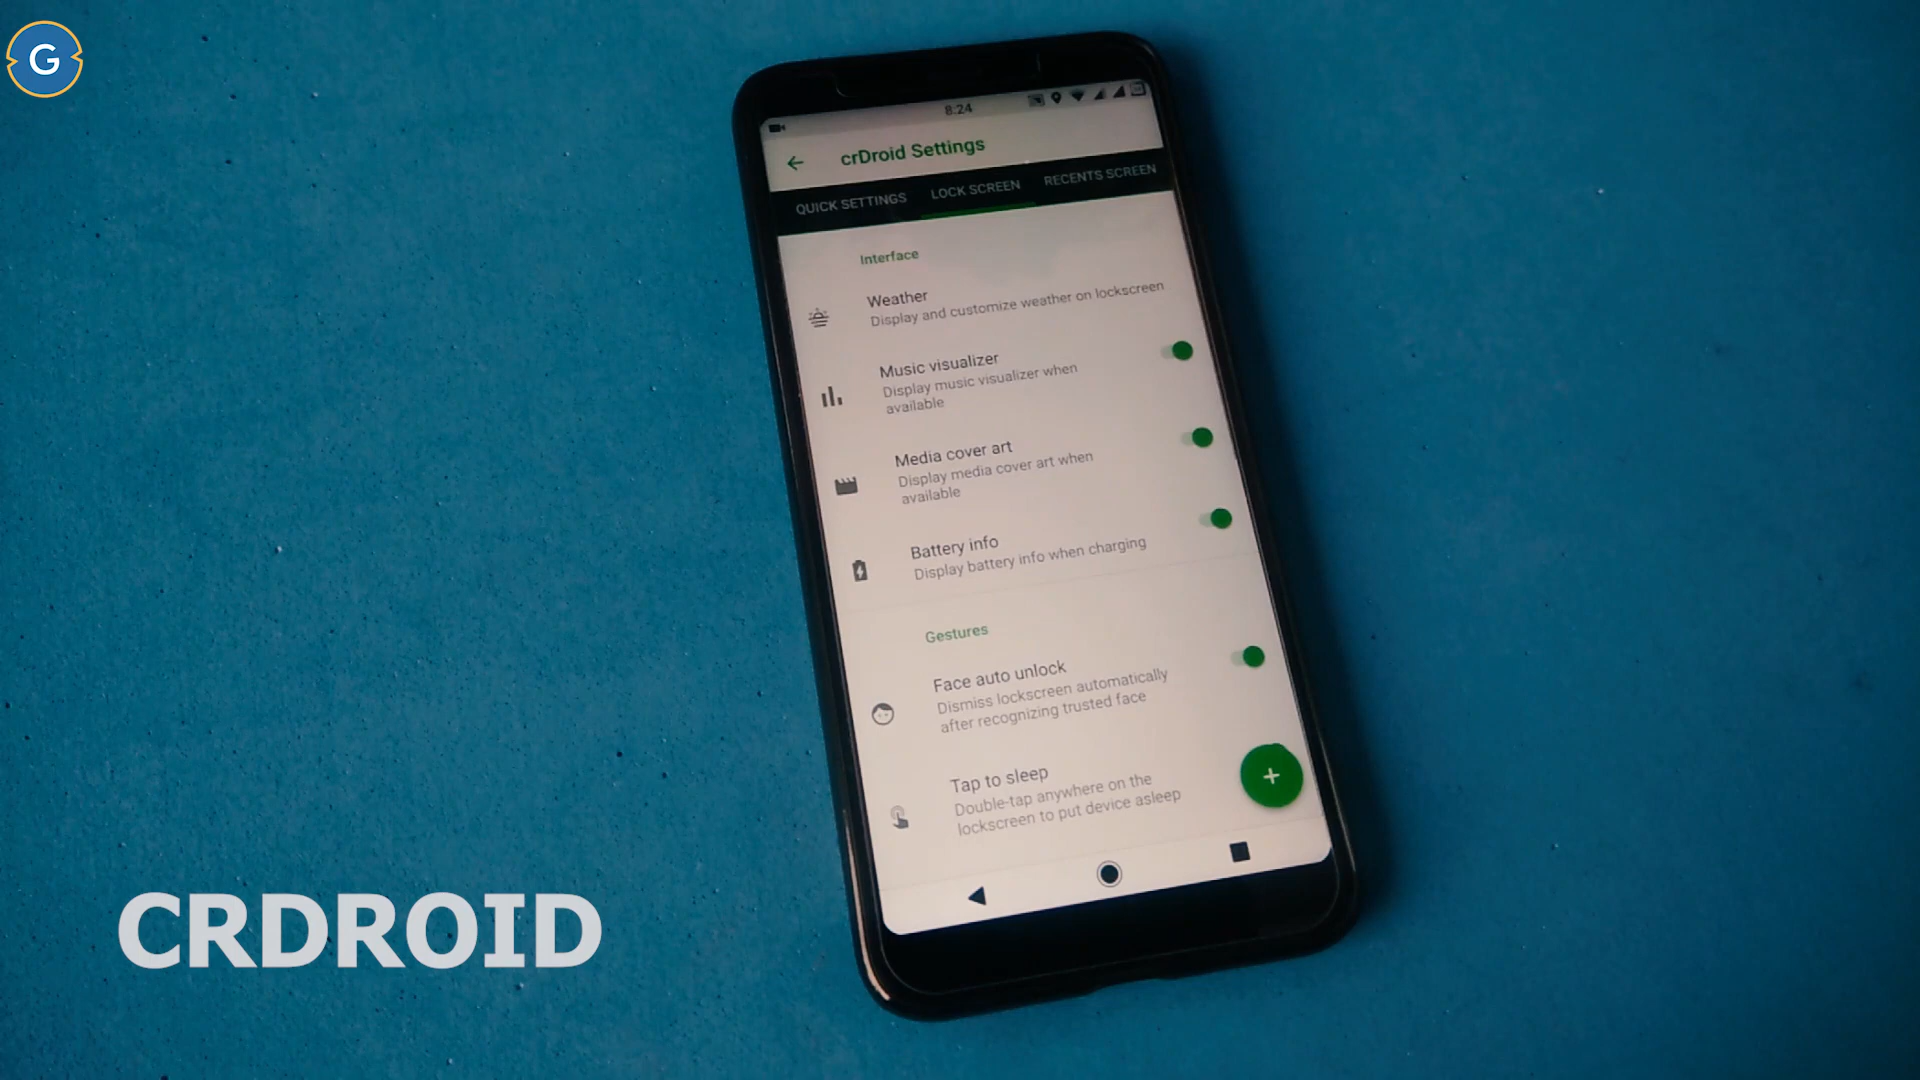 G
8:24
crDroid Settings
QUICK SETTINGS LOCK SCREEN RECENTS SCREEN
Interface
Weather
Display and customize weather on lockscreen
Music visualizer
Display music visualizer when
available
Media cover art
Display media cover art when
available
Battery info
Display battery info when charging
Gestures
Face auto unlock
Dismiss lockscreen automatically
after recognizing trusted face
Tap to sleep
Double-tap anywhere on the
lockscreen to put device asleep
CRDROID